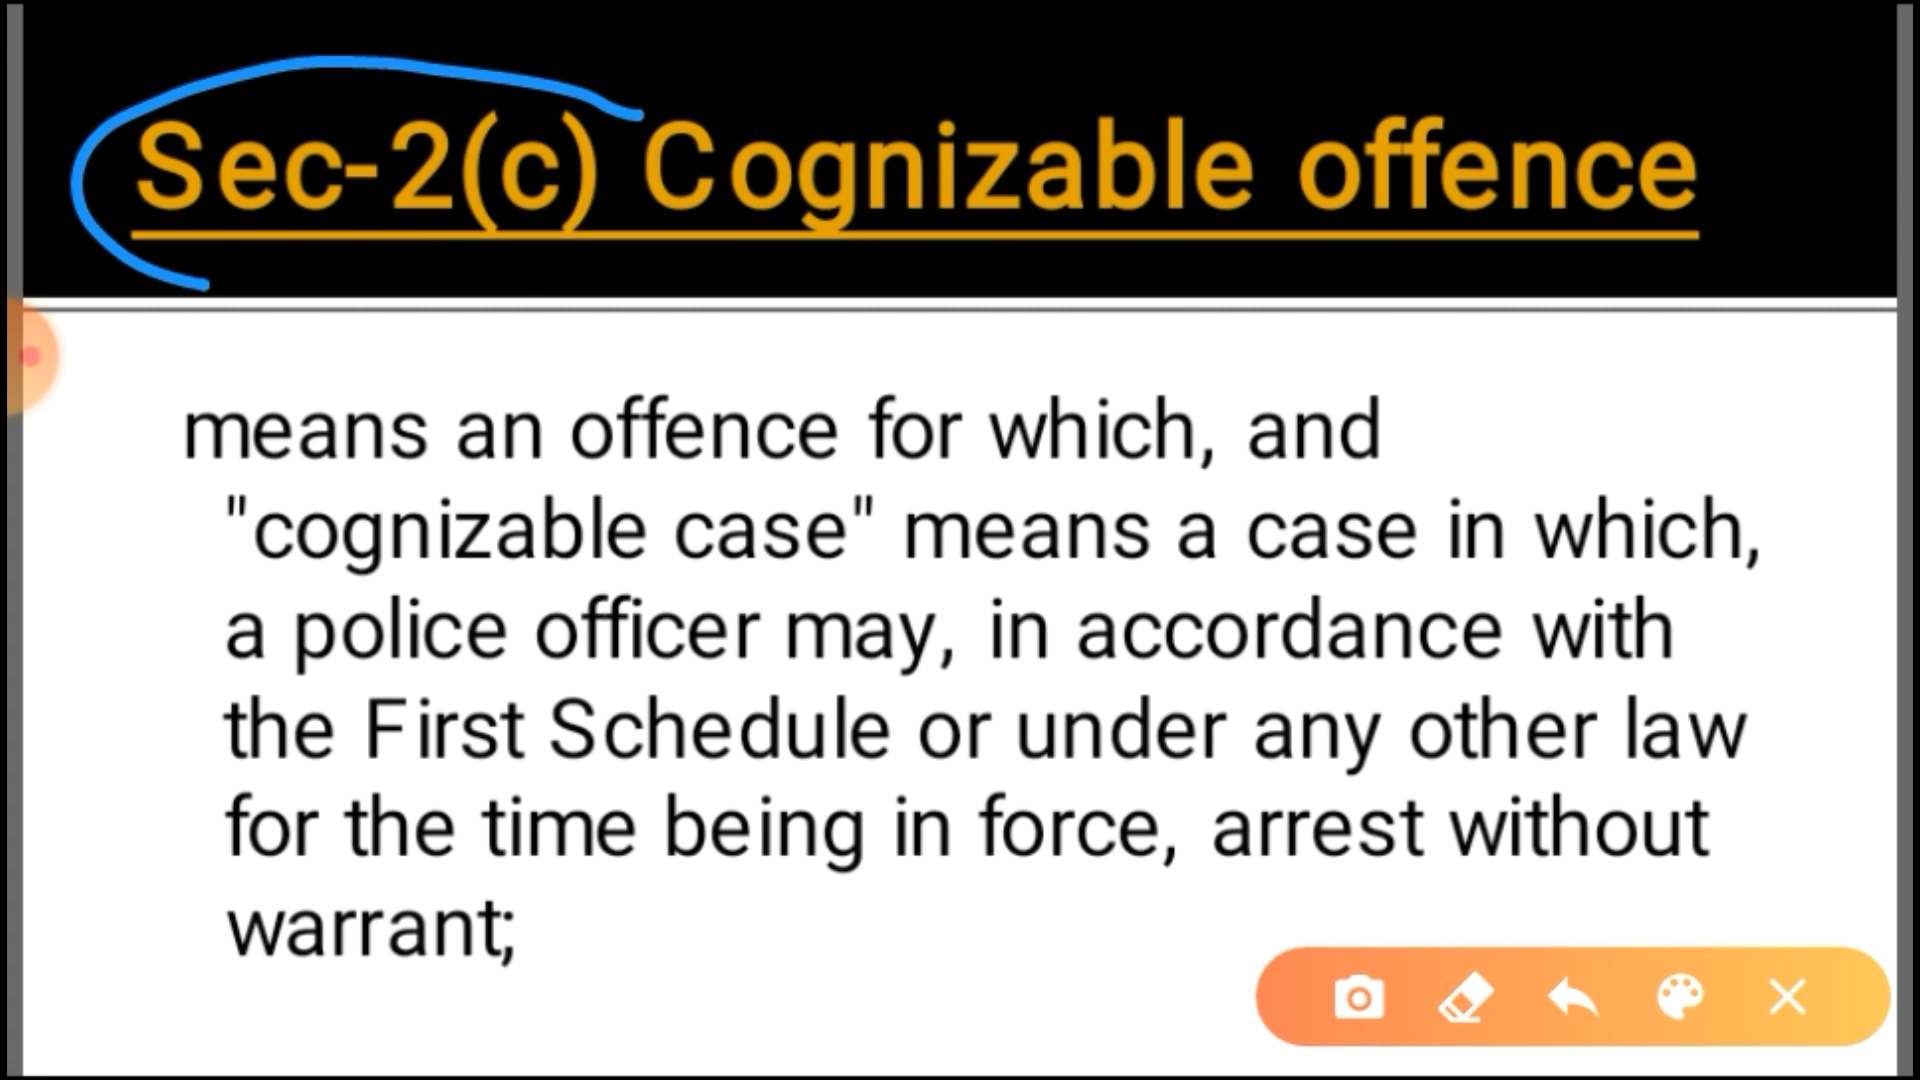 Sec-2(c) Cognizable offence
means an offence for which, and
"cognizable case" means a case in which,
a police officer may, in accordance with
the First Schedule or under any other law
for the time being in force, arrest without
warrant;